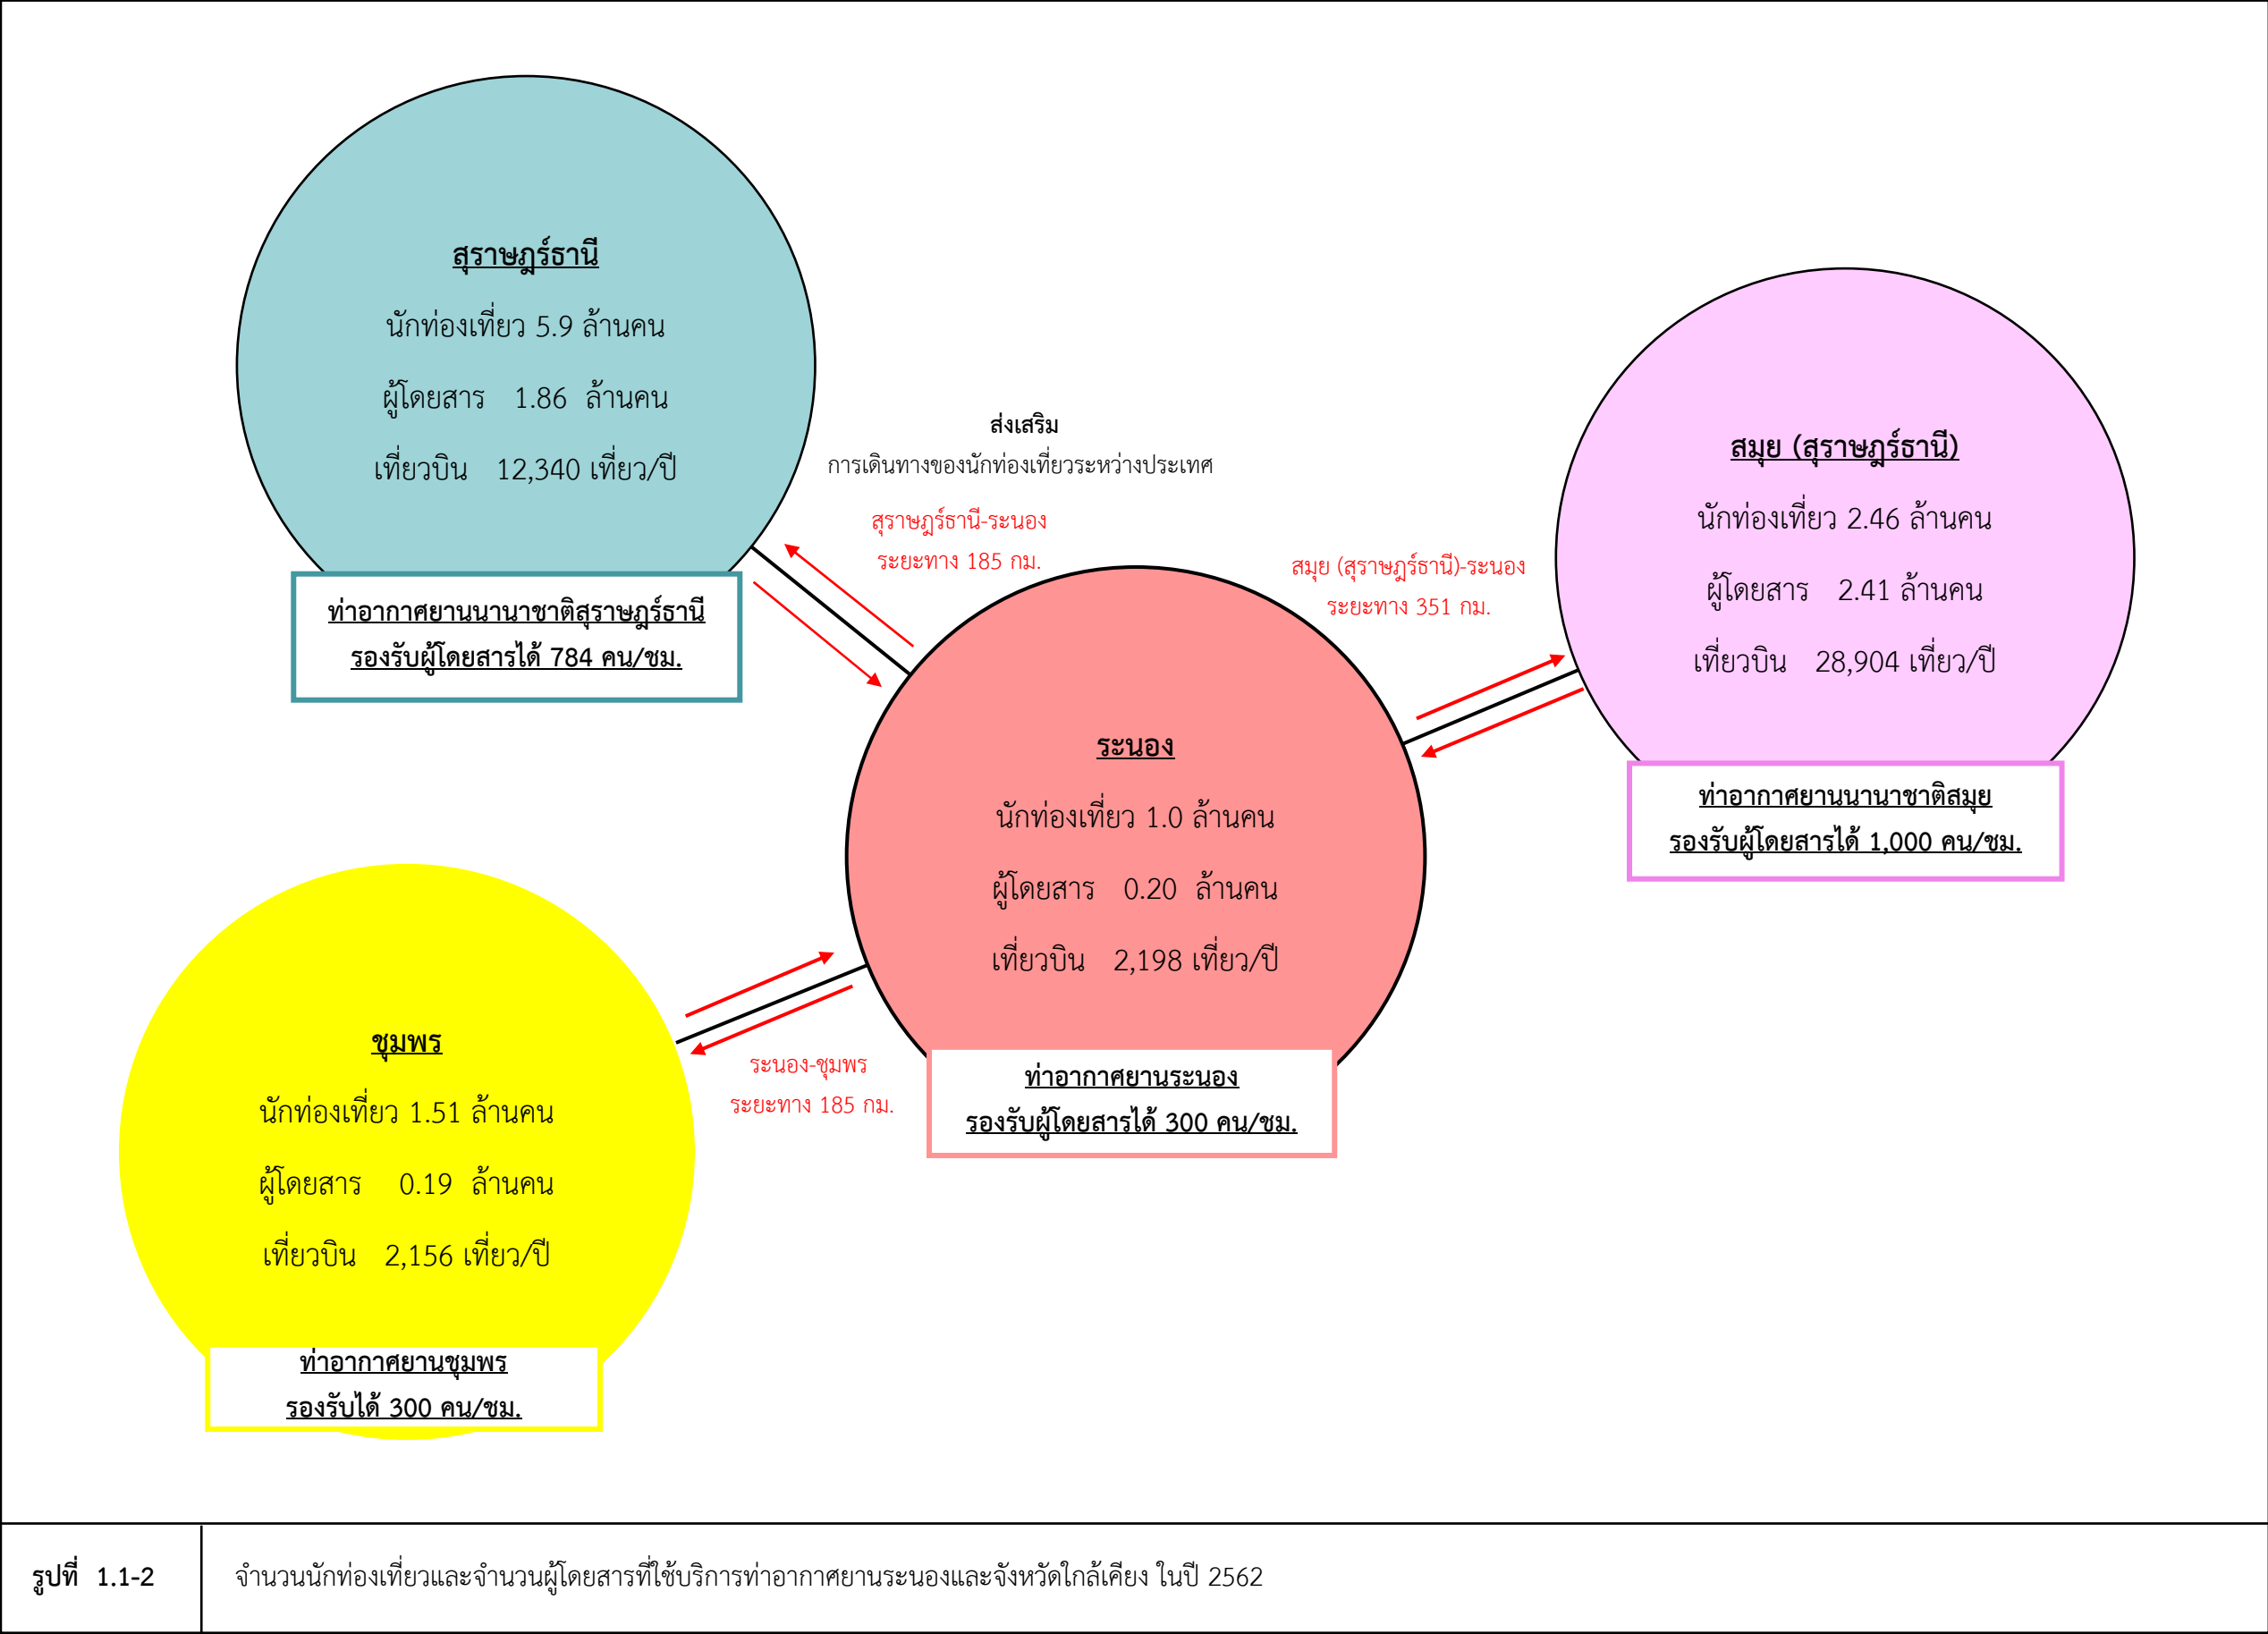 สุราษฎร์ธานี
นักท่องเที่ยว 5.9 ล้านคน
ผู้โดยสาร 1.86 ล้านคน
เที่ยวบิน 12,340 เที่ยว/ปี
ท่าอากาศยานนานาชาติสุราษฎร์ธานี
รองรับผู้โดยสารได้ 784 คน/ชม.
ส่งเสริม
การเดินทางของนักท่องเที่ยวระหว่างประเทศ
สุราษฎร์ธานี-ระนอง
ระยะทาง 185 กม.
สมุย (สุราษฎร์ธานี)-ระนอง
ระยะทาง 351 กม.
สมุย (สุราษฎร์ธานี)
นักท่องเที่ยว 2.46 ล้านคน
ผู้โดยสาร 2.41 ล้านคน
เที่ยวบิน 28,904 เที่ยว/ปี
ท่าอากาศยานนานาชาติสมุย
รองรับผู้โดยสารได้ 1,000 คน/ชม.
ระนอง
นักท่องเที่ยว 1.0 ล้านคน
ผู้โดยสาร 0.20 ล้านคน
เที่ยวบิน 2,198 เที่ยว/ปี
ท่าอากาศยานระนอง
รองรับผู้โดยสารได้ 300 คน/ชม.
ระนอง-ชุมพร
ระยะทาง 185 กม.
ชุมพร
นักท่องเที่ยว 1.51 ล้านคน
ผู้โดยสาร 0.19 ล้านคน
เที่ยวบิน 2,156 เที่ยว/ปี
ท่าอากาศยานชุมพร
รองรับได้ 300 คน/ชม.
รูปที่ 1.1-2
จำนวนนักท่องเที่ยวและจำนวนผู้โดยสารที่ใช้บริการท่าอากาศยานระนองและจังหวัดใกล้เคียง ในปี 2562